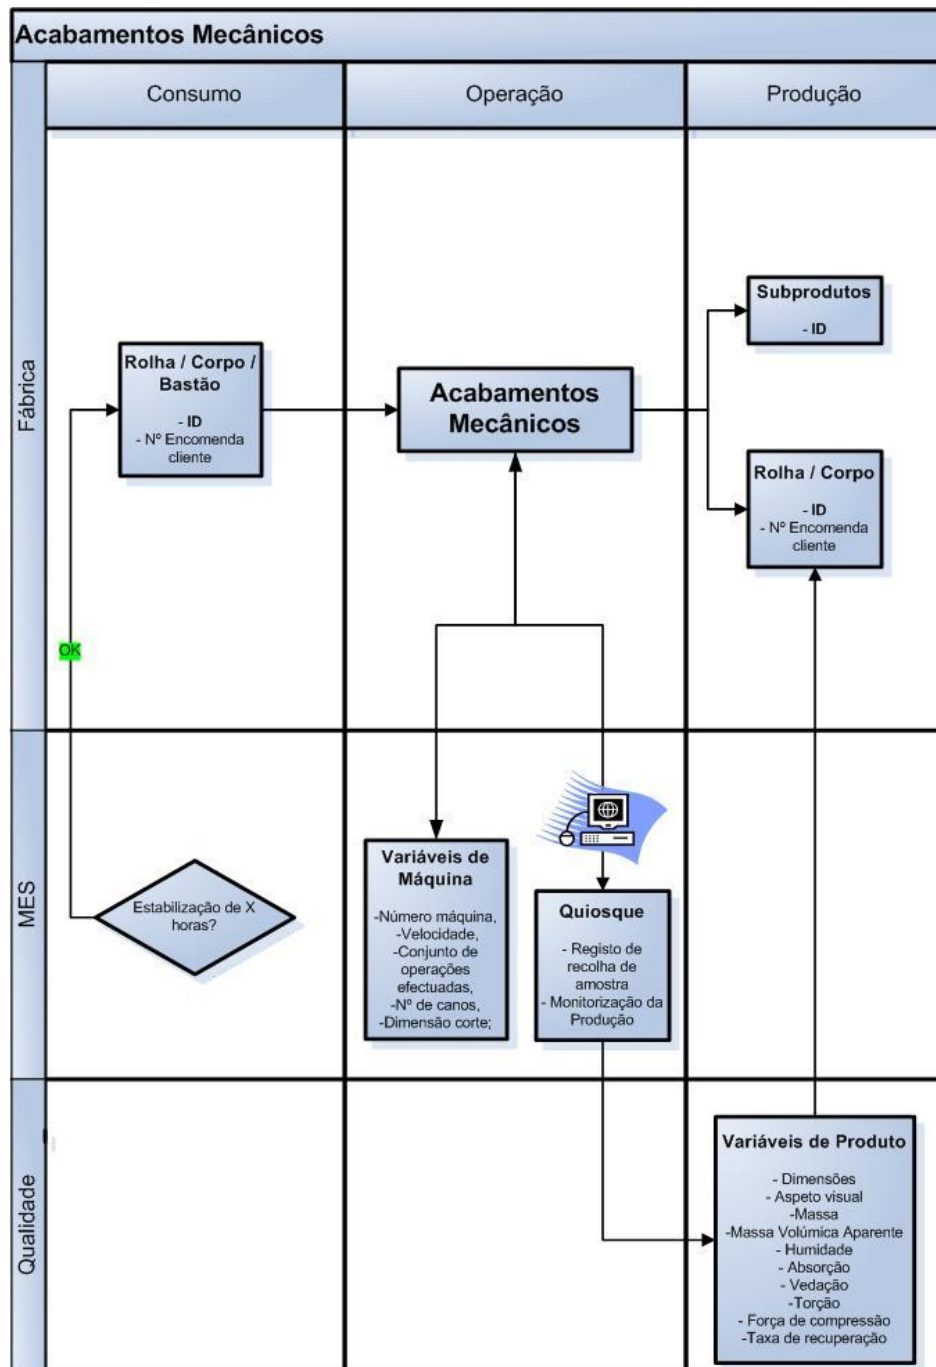 Acabamentos Mecânicos
Consumo
Operação
Produção
Fábrica
Rolha / Corpo /
Bastão
- ID
- Nº Encomenda
cliente
Acabamentos
Mecânicos
Subprodutos
- ID
Rolha / Corpo
- ID
- Nº Encomenda
cliente
OK
MES
Estabilização de X
horas?
Variáveis de
Máquina
-Número máquina,
-Velocidade,
-Conjunto de
operações
efectuadas,
-Nº de canos,
-Dimensão corte;
Quiosque
- Registo de
recolha de
amostra
- Monitorização da
Produção
Qualidade
Variáveis de Produto
- Dimensões
- Aspeto visual
-Massa
-Massa Volúmica Aparente
- Humidade
- Absorção
- Vedação
-Torção
- Força de compressão
-Taxa de recuperação